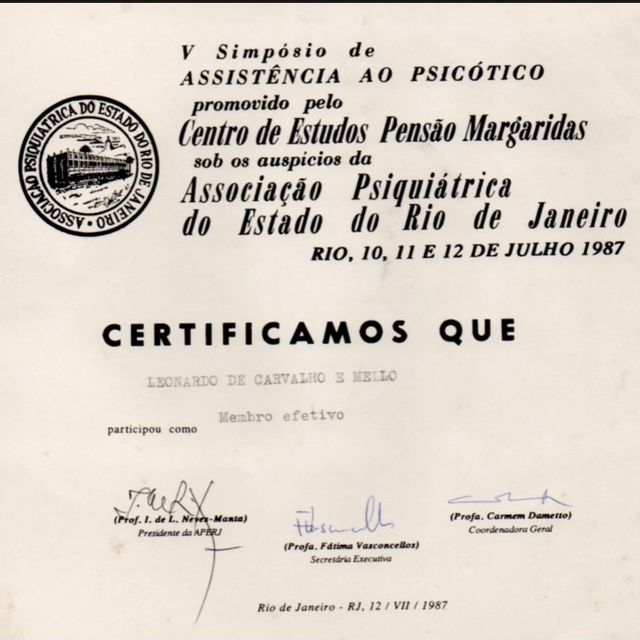 V Simpósio de
ASSISTÊNCIA AO PSICÓTICO
promovido pelo
Centro de Estudos Pensão Margaridas
sob os auspícios da
Associação Psiquiátrica
do Estado do Rio de Janeiro
RIO, 10, 11 E 12 DE JULHO 1987
ASSOCIAÇÃO PSIQUIATRICA DO ESTADO DO RIO DE JANEIRO
CERTIFICAMOS QUE
LEONARDO DE CARVALHO E MELLO
Membro efetivo
participou como
(Prof. I. de L. Neves-Manta)
Presidente da APERJ
(Profa. Fátima Vasconcellos)
Secretária Executiva
(Profa. Carmem Dametto)
Coordenadora Geral
Rio de Janeiro - RJ, 12 / VII / 1987